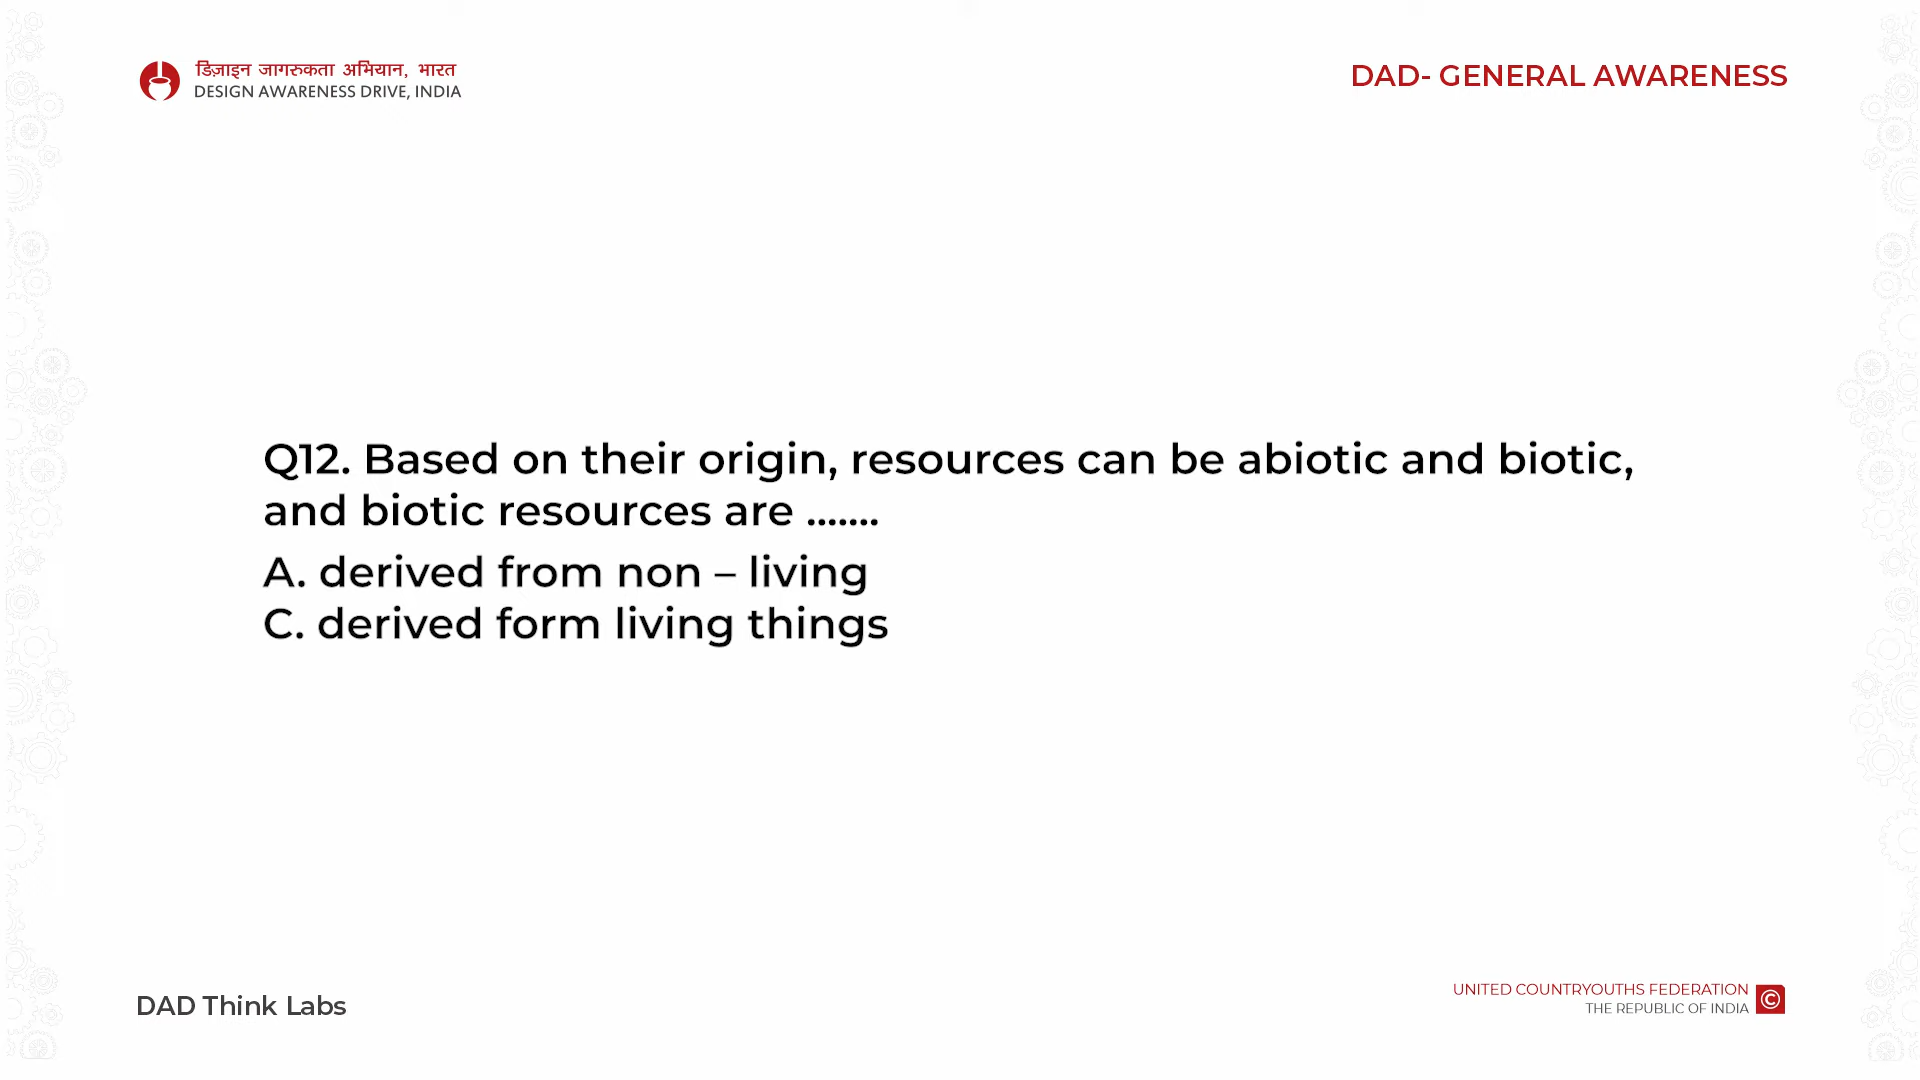 डिज़ाइन जागरुकता अभियान, भारत
DESIGN AWARENESS DRIVE, INDIA
DAD- GENERAL AWARENESS
Q12. Based on their origin, resources can be abiotic and biotic,
and biotic resources are .......
A. derived from non – living
C. derived form living things
DAD Think Labs
UNITED COUNTRYOUTHS FEDERATION
THE REPUBLIC OF INDIA
©